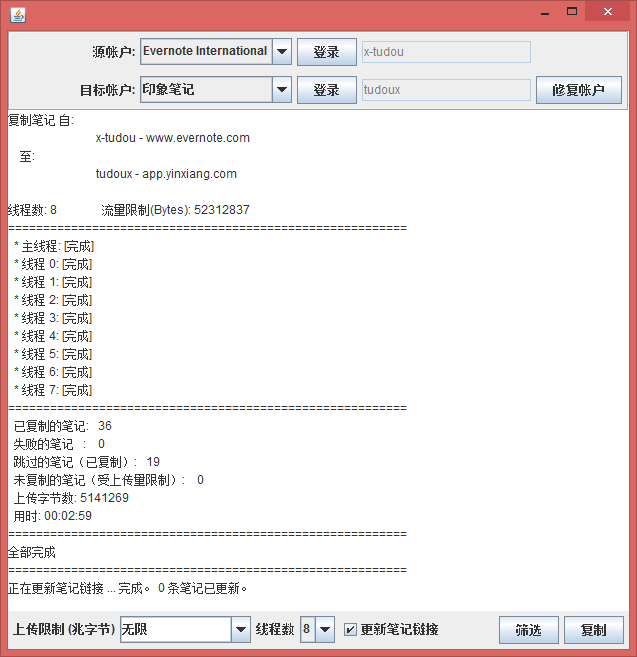 源帐户: Evernote International 登录 x-tudou
目标帐户: 印象笔记 登录 tudoux 修复帐户
复制笔记 自:
x-tudou - www.evernote.com
至:
tudoux - app.yinxiang.com
线程数: 8 流量限制(Bytes): 52312837
=========================================================
* 主线程: [完成]
* 线程 0: [完成]
* 线程 1: [完成]
* 线程 2: [完成]
* 线程 3: [完成]
* 线程 4: [完成]
* 线程 5: [完成]
* 线程 6: [完成]
* 线程 7: [完成]
=========================================================
已复制的笔记: 36
失败的笔记 : 0
跳过的笔记（已复制）: 19
未复制的笔记（受上传量限制）: 0
上传字节数: 5141269
用时: 00:02:59
=========================================================
全部完成
=========================================================
正在更新笔记链接 ... 完成。 0 条笔记已更新。
上传限制 (兆字节) 无限 线程数 8 更新笔记链接 筛选 复制